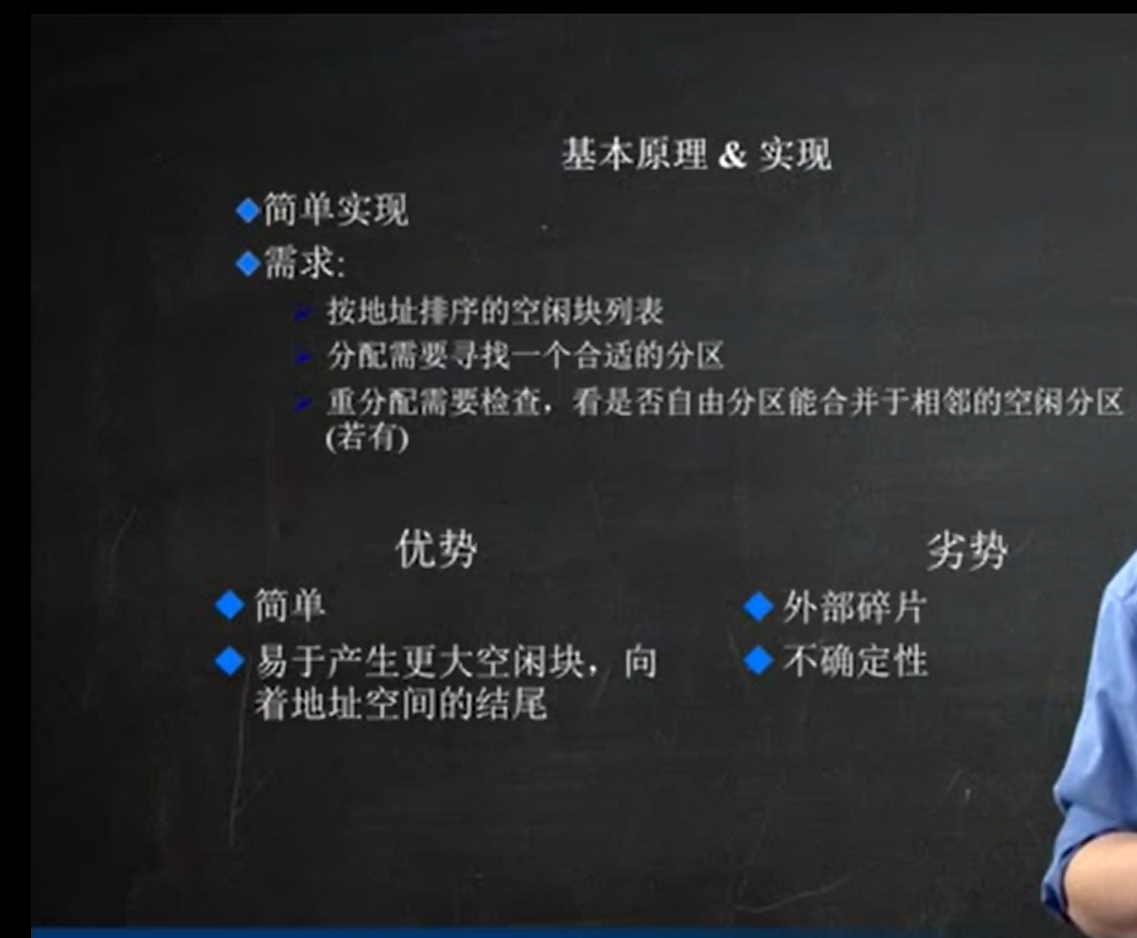 基本原理 & 实现
简单实现
需求:
按地址排序的空闲块列表
分配需要寻找一个合适的分区
重分配需要检查，看是否自由分区能合并于相邻的空闲分区
(若有)
优势
劣势
简单
易于产生更大空闲块，向
着地址空间的结尾
外部碎片
不确定性